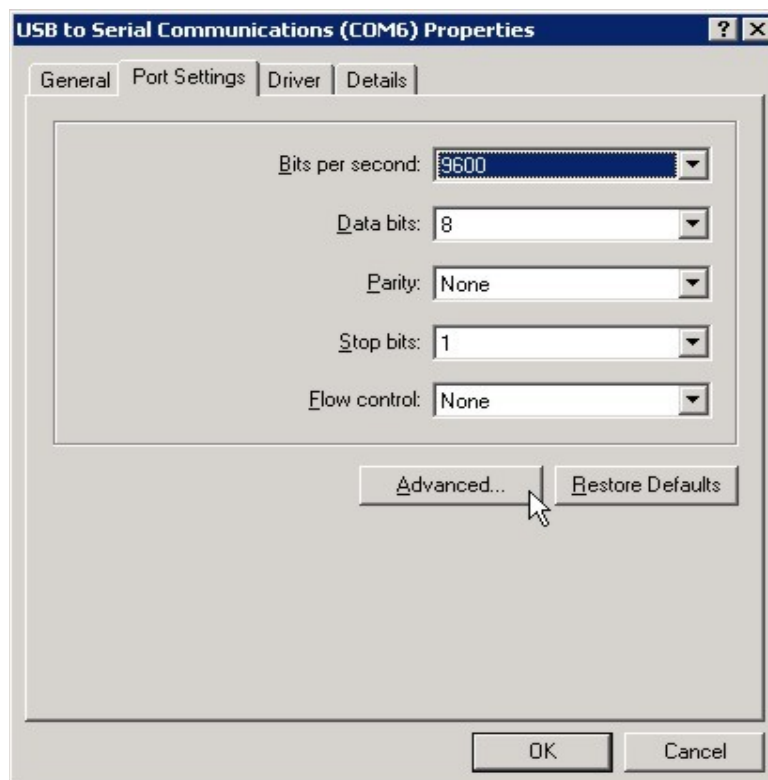 USB to Serial Communications (COM6) Properties
General Port Settings Driver Details
Bits per second: 9600
Data bits: 8
Parity: None
Stop bits: 1
Flow control: None
Advanced... Restore Defaults
OK Cancel